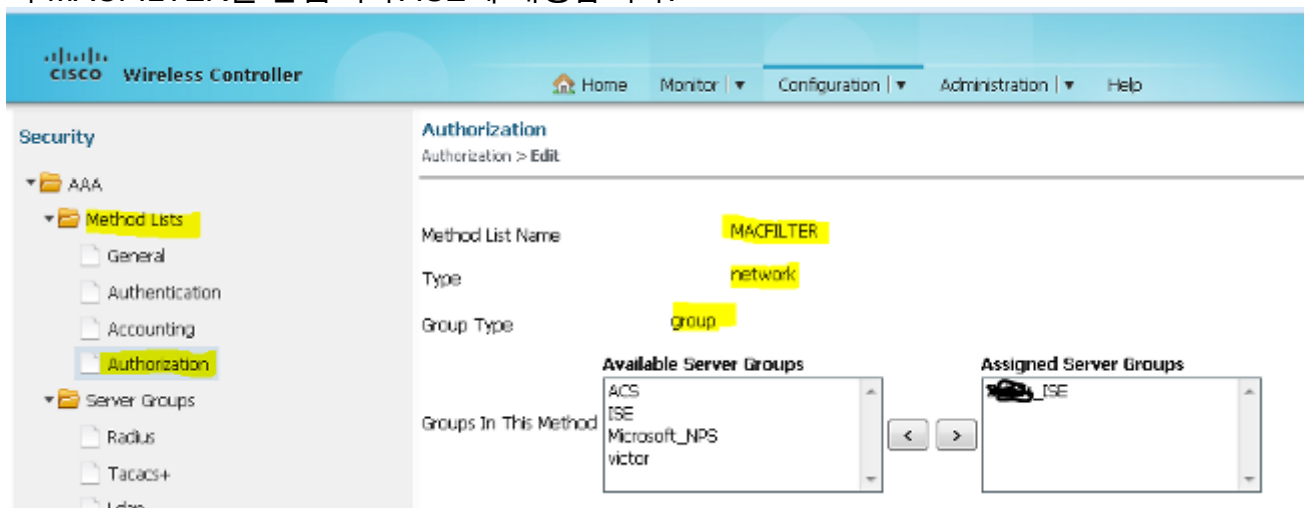 CISCO Wireless Controller
Home Monitor Configuration Administration Help
Security
AAA
Method Lists
General
Authentication
Accounting
Authorization
Server Groups
Radius
Tacacs+
Authorization
Authorization > Edit
Method List Name MACFILTER
Type network
Group Type group
Available Server Groups
Assigned Server Groups
Groups In This Method
ACS
ISE
Microsoft_NPS
victor
< >
_ISE